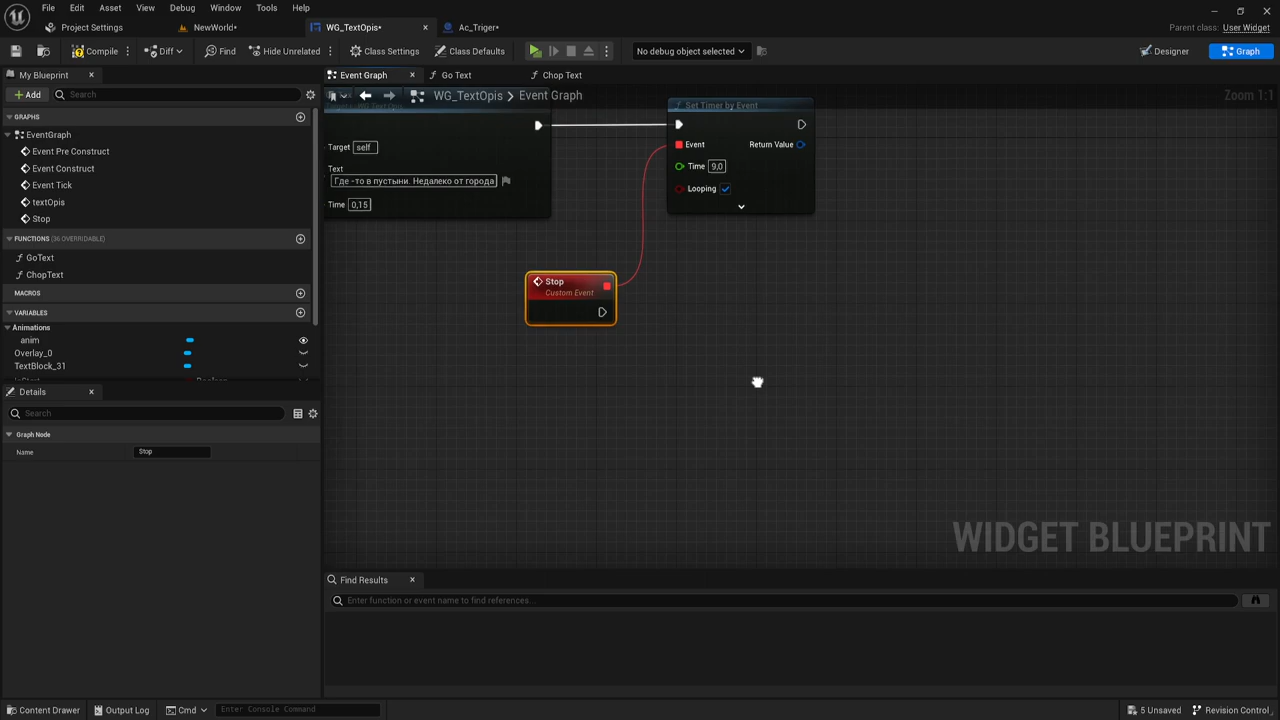 File Edit Asset View Debug Window Tools Help
Project Settings NewWorld* WG_TextOpis* Ac_Triger* Parent class: User Widget
Compile Diff Find Hide Unrelated Class Settings Class Defaults No debug object selected Designer Graph
My Blueprint Event Graph Go Text Chop Text
Add Search WG_TextOpis > Event Graph Zoom 1:1
GRAPHS
EventGraph
Event Pre Construct
Event Construct
Event Tick
textOpis
Stop
FUNCTIONS (36 OVERRIDABLE)
GoText
ChopText
MACROS
VARIABLES
Animations
anim
Overlay_0
TextBlock_31
Details
Search
Graph Node
Name Stop
Target self
Text
Где -то в пустыни. Недалеко от города
Time 0,15
Set Timer by Event
Event Return Value
Time 9,0
Looping
Stop
Custom Event
WIDGET BLUEPRINT
Find Results
Enter function or event name to find references...
Content Drawer Output Log Cmd Enter Console Command 5 Unsaved Revision Control